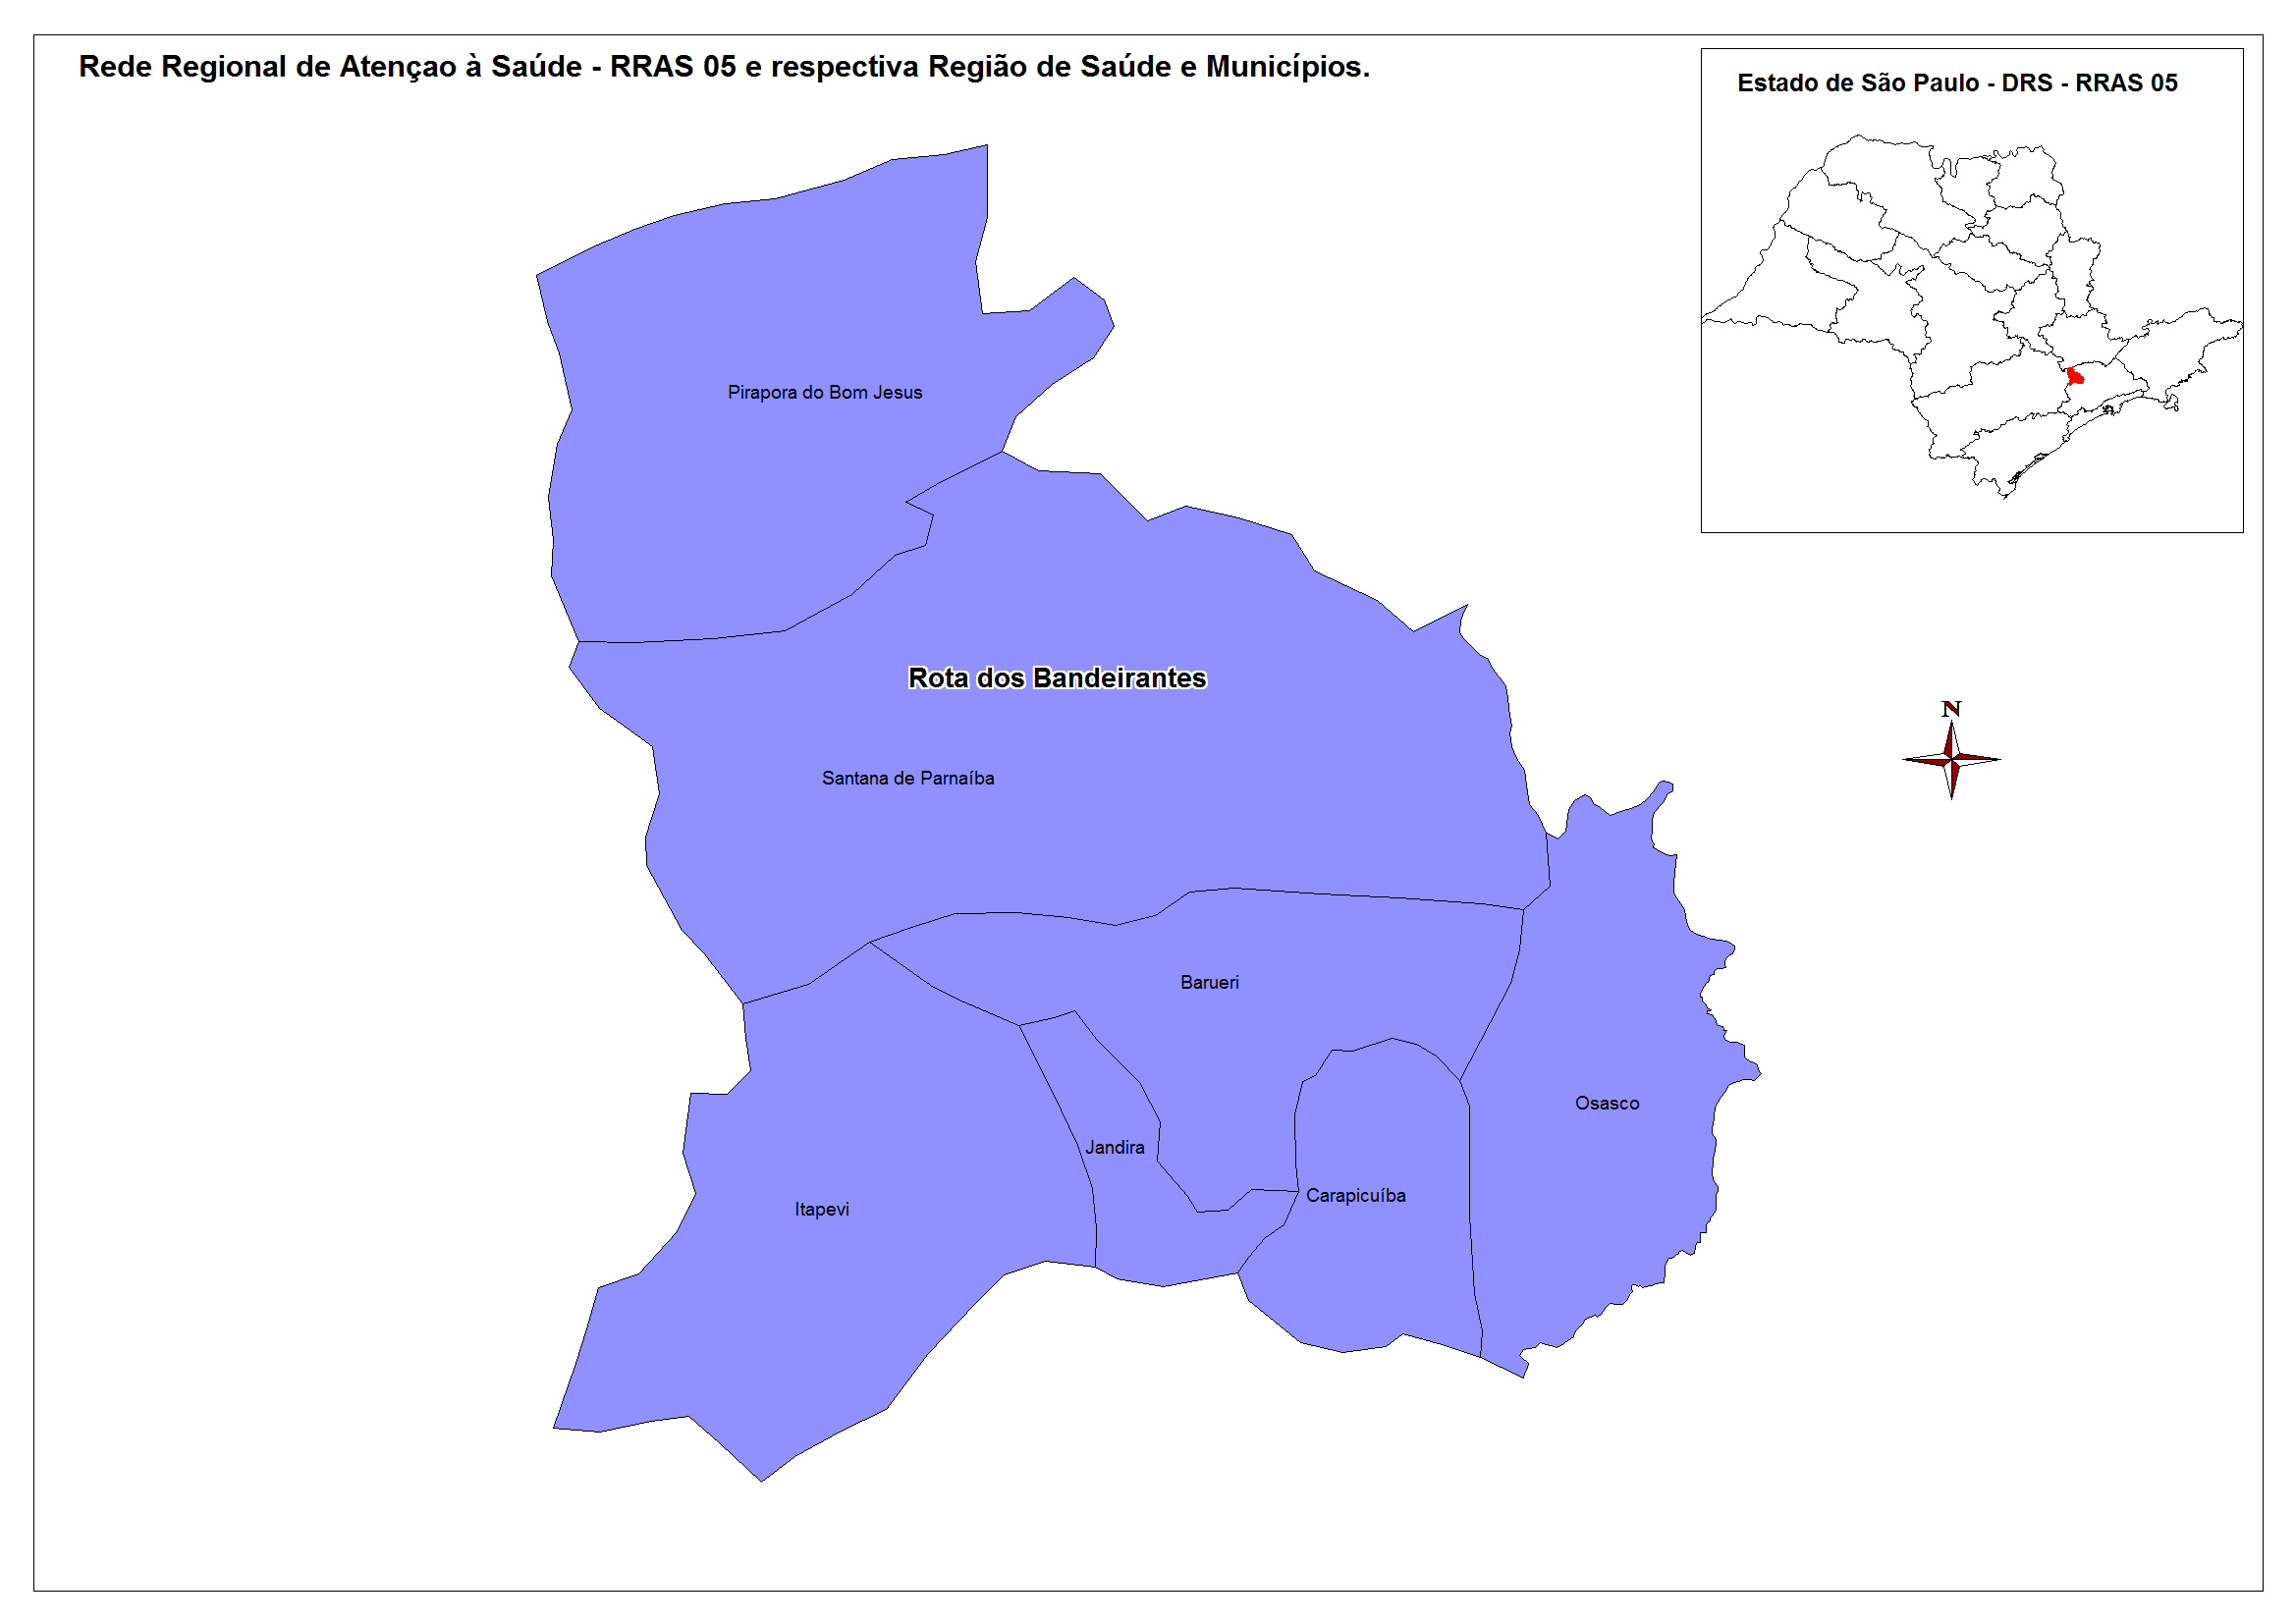 Rede Regional de Atençao à Saúde - RRAS 05 e respectiva Região de Saúde e Municípios.
Estado de São Paulo - DRS - RRAS 05
Pirapora do Bom Jesus
Rota dos Bandeirantes
N
Santana de Parnaíba
Barueri
Osasco
Jandira
Carapicuíba
Itapevi